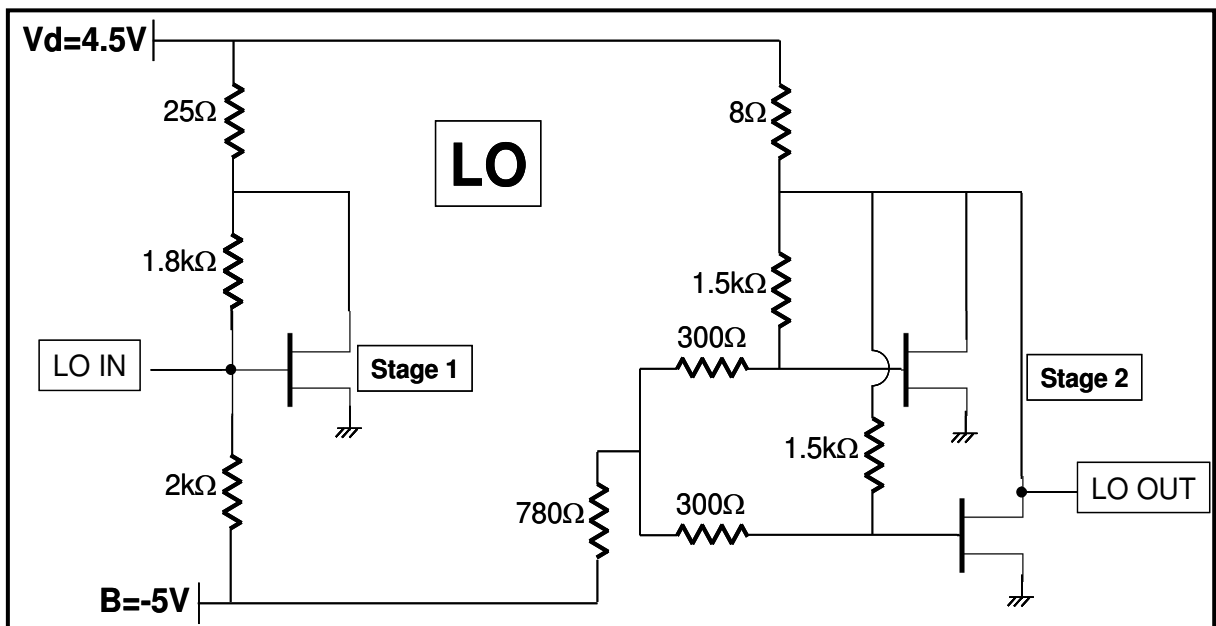 Vd=4.5V
25Ω
8Ω
LO
1.8kΩ
1.5kΩ
300Ω
LO IN
Stage 1
Stage 2
1.5kΩ
2kΩ
780Ω
300Ω
LO OUT
B=-5V